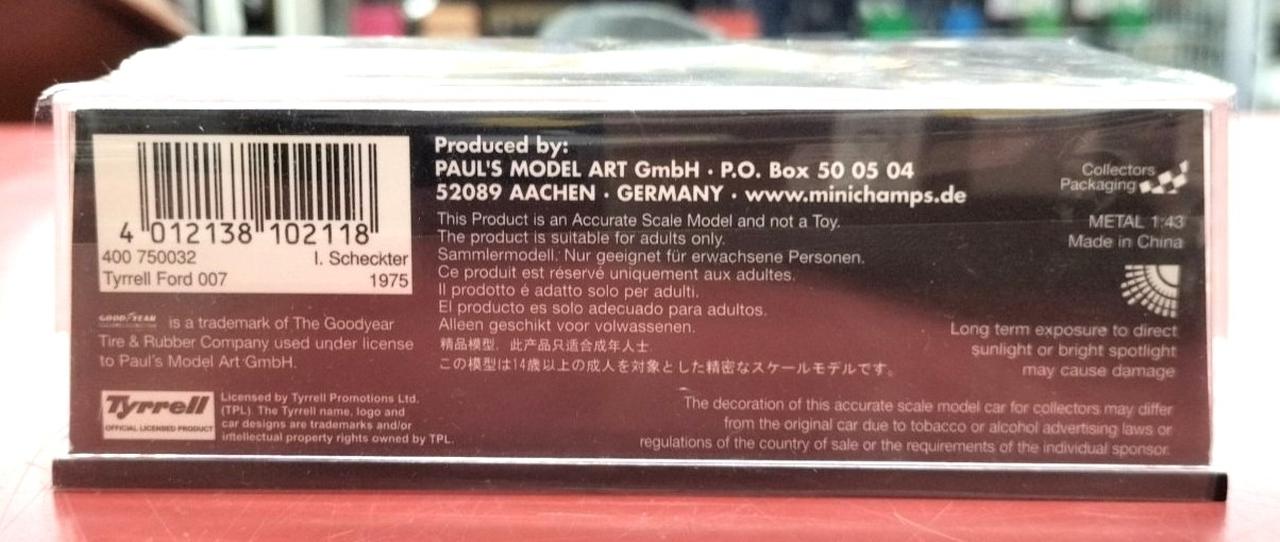 4 012138 102118
400 750032 I. Scheckter
Tyrrell Ford 007 1975
GOODYEAR is a trademark of The Goodyear
Tire & Rubber Company used under license
to Paul's Model Art GmbH.
Tyrrell
OFFICIAL LICENSED PRODUCT
Licensed by Tyrrell Promotions Ltd.
(TPL). The Tyrrell name, logo and
car designs are trademarks and/or
intellectual property rights owned by TPL.
Produced by:
PAUL'S MODEL ART GmbH · P.O. Box 50 05 04
52089 AACHEN · GERMANY · www.minichamps.de
This Product is an Accurate Scale Model and not a Toy.
The product is suitable for adults only.
Sammlermodell. Nur geeignet für erwachsene Personen.
Ce produit est réservé uniquement aux adultes.
Il prodotto é adatto solo per adulti.
El producto es solo adecuado para adultos.
Alleen geschikt voor volwassenen.
精品模型．此产品只适合成年人士．
この模型は14歳以上の成人を対象とした精密なスケールモデルです。
Collectors
Packaging
METAL 1:43
Made in China
Long term exposure to direct
sunlight or bright spotlight
may cause damage
The decoration of this accurate scale model car for collectors may differ
from the original car due to tobacco or alcohol advertising laws or
regulations of the country of sale or the requirements of the individual sponsor.